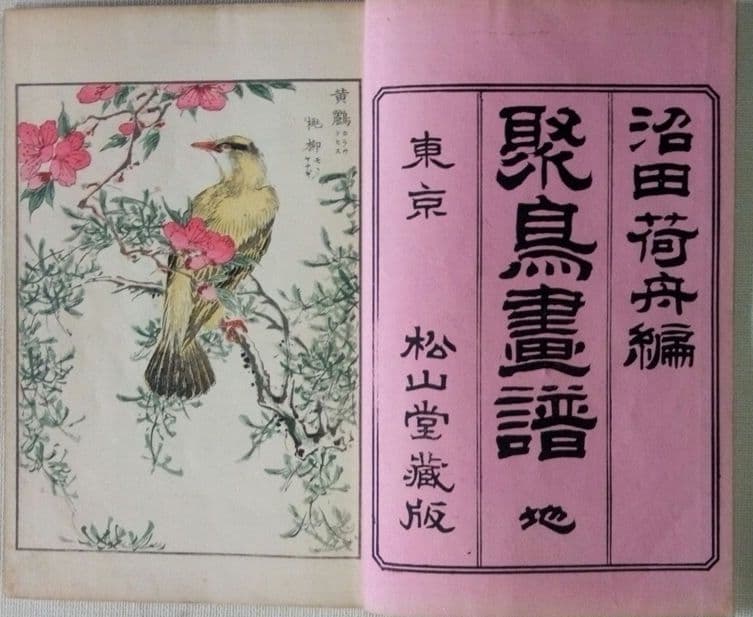 沼田荷舟編
聚鳥畫譜 地
東京 松山堂藏版
黄鸝
桃柳